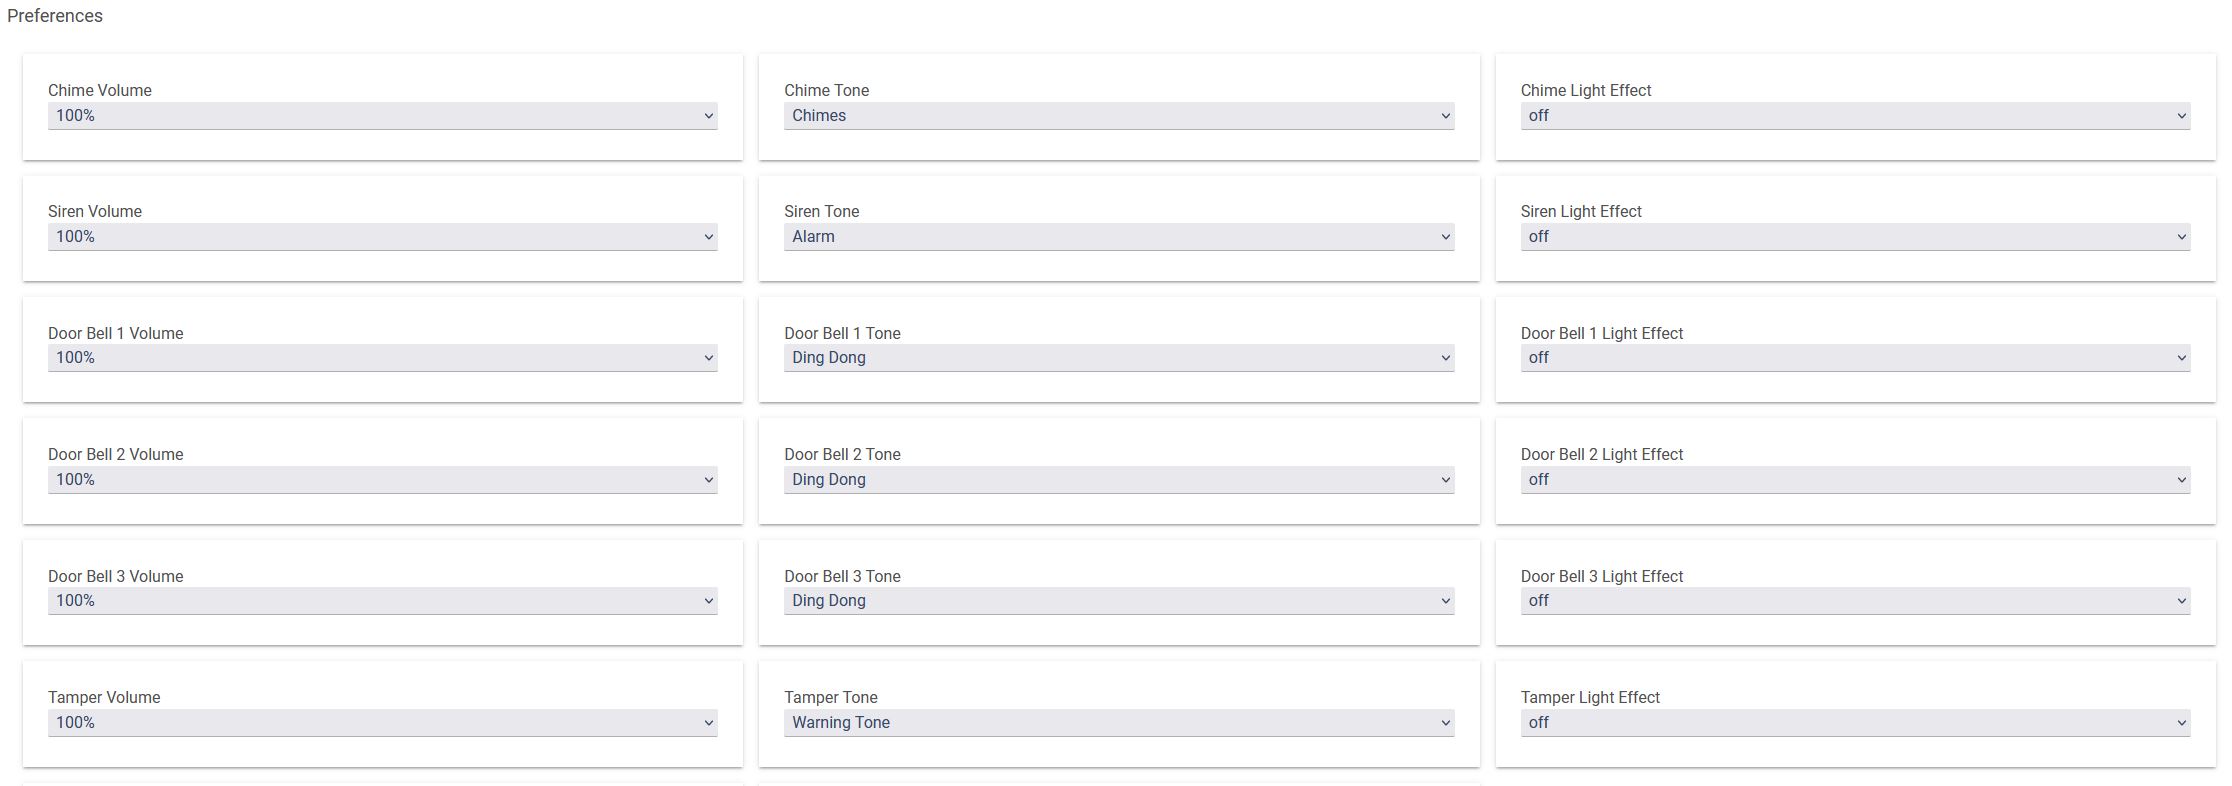 Preferences
Chime Volume
100%
Chime Tone
Chimes
Chime Light Effect
off
Siren Volume
100%
Siren Tone
Alarm
Siren Light Effect
off
Door Bell 1 Volume
100%
Door Bell 1 Tone
Ding Dong
Door Bell 1 Light Effect
off
Door Bell 2 Volume
100%
Door Bell 2 Tone
Ding Dong
Door Bell 2 Light Effect
off
Door Bell 3 Volume
100%
Door Bell 3 Tone
Ding Dong
Door Bell 3 Light Effect
off
Tamper Volume
100%
Tamper Tone
Warning Tone
Tamper Light Effect
off